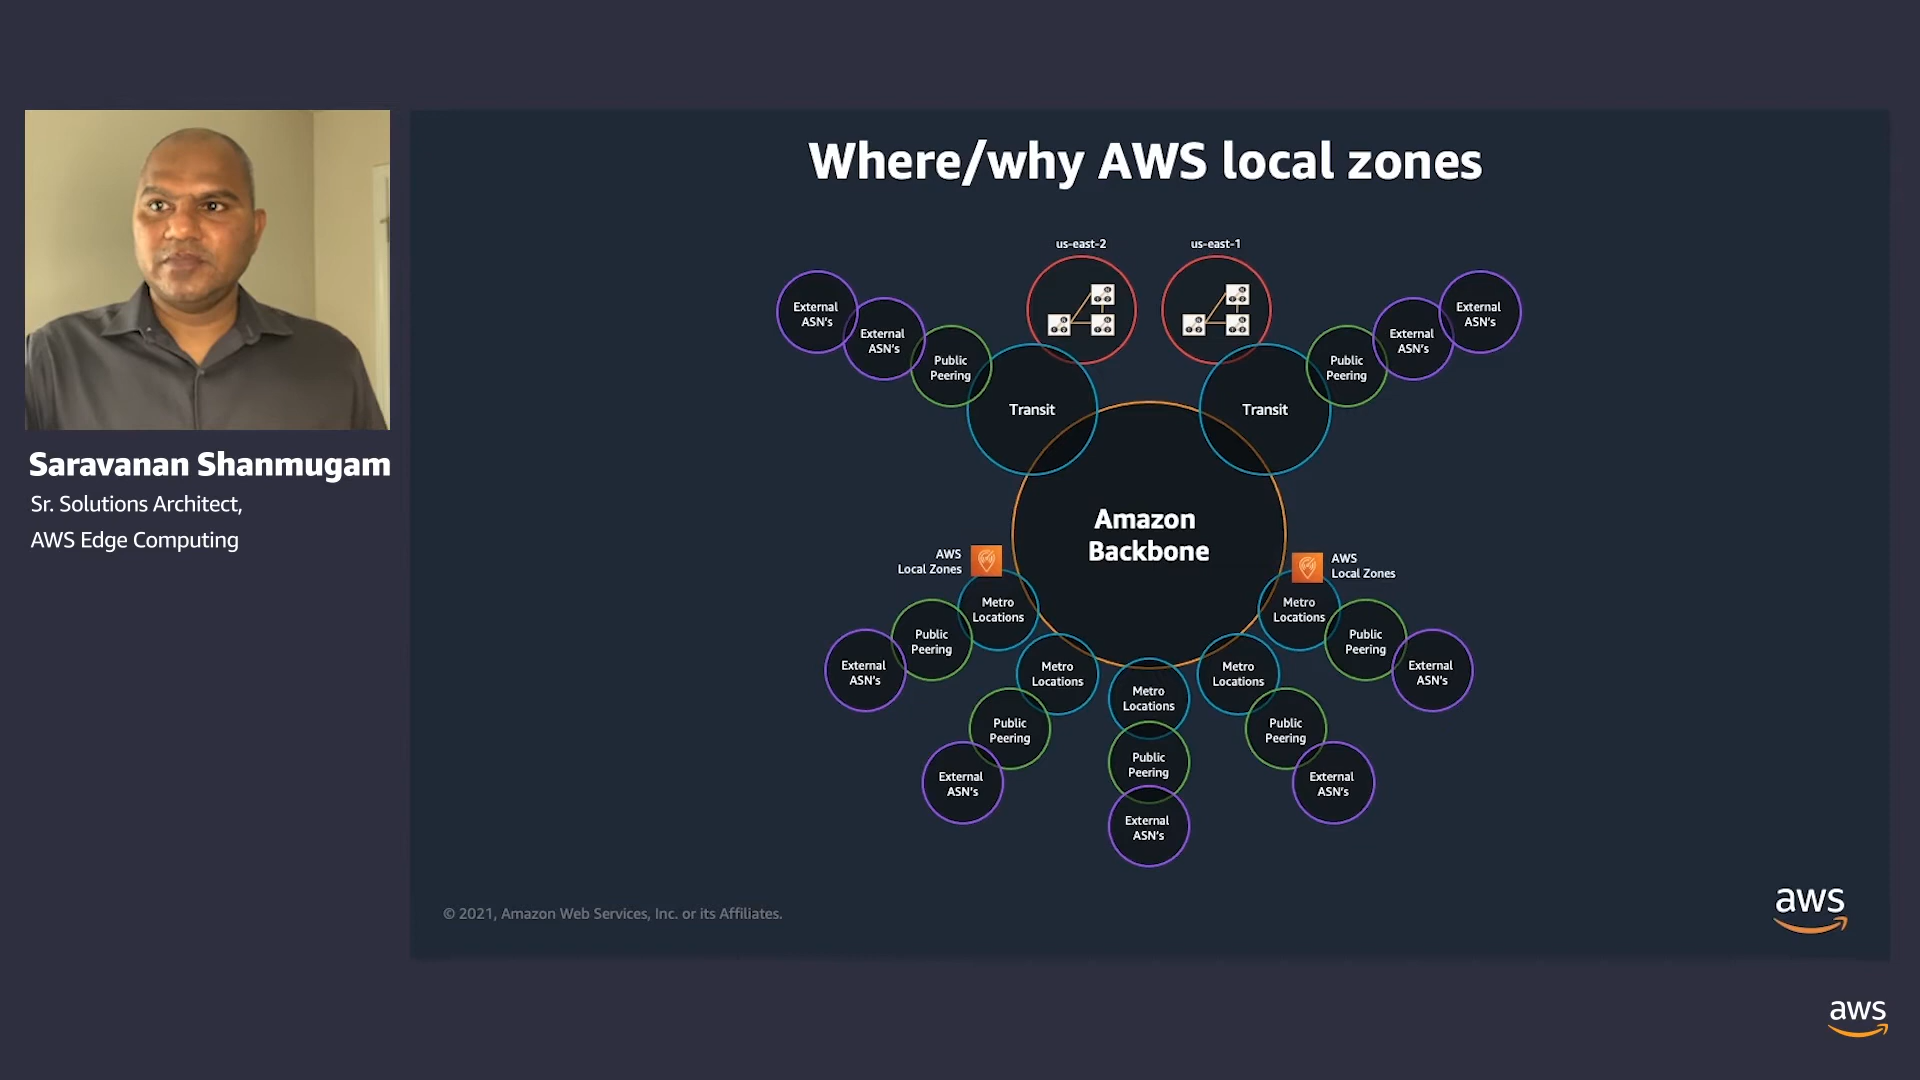 Where/why AWS local zones
us-east-2
us-east-1
External
ASN's
External
ASN's
Public
Peering
Transit
Transit
Public
Peering
External
ASN's
External
ASN's
Saravanan Shanmugam
Sr. Solutions Architect,
AWS Edge Computing
Amazon
Backbone
AWS
Local Zones
AWS
Local Zones
Metro
Locations
Public
Peering
External
ASN's
Metro
Locations
Public
Peering
External
ASN's
Metro
Locations
Public
Peering
External
ASN's
Metro
Locations
Public
Peering
External
ASN's
Metro
Locations
Public
Peering
External
ASN's
© 2021, Amazon Web Services, Inc. or its Affiliates.
aws
aws